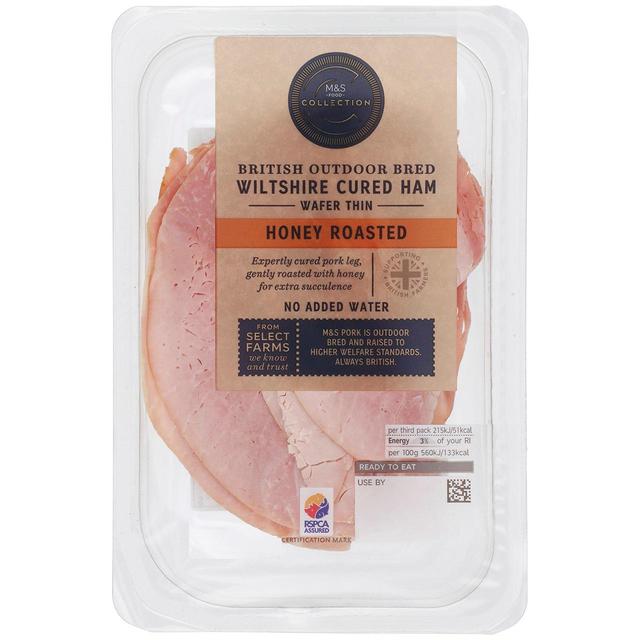 M&S
FOOD
COLLECTION
BRITISH OUTDOOR BRED
WILTSHIRE CURED HAM
WAFER THIN
HONEY ROASTED
Expertly cured pork leg,
gently roasted with honey
for extra succulence
SUPPORTING
BRITISH FARMERS
NO ADDED WATER
FROM
SELECT
FARMS
we know
and trust
M&S PORK IS OUTDOOR
BRED AND RAISED TO
HIGHER WELFARE STANDARDS.
ALWAYS BRITISH.
per third pack 215kJ/51kcal
Energy 3% of your RI
per 100g 560kJ/133kcal
READY TO EAT
USE BY
RSPCA
ASSURED
CERTIFICATION MARK